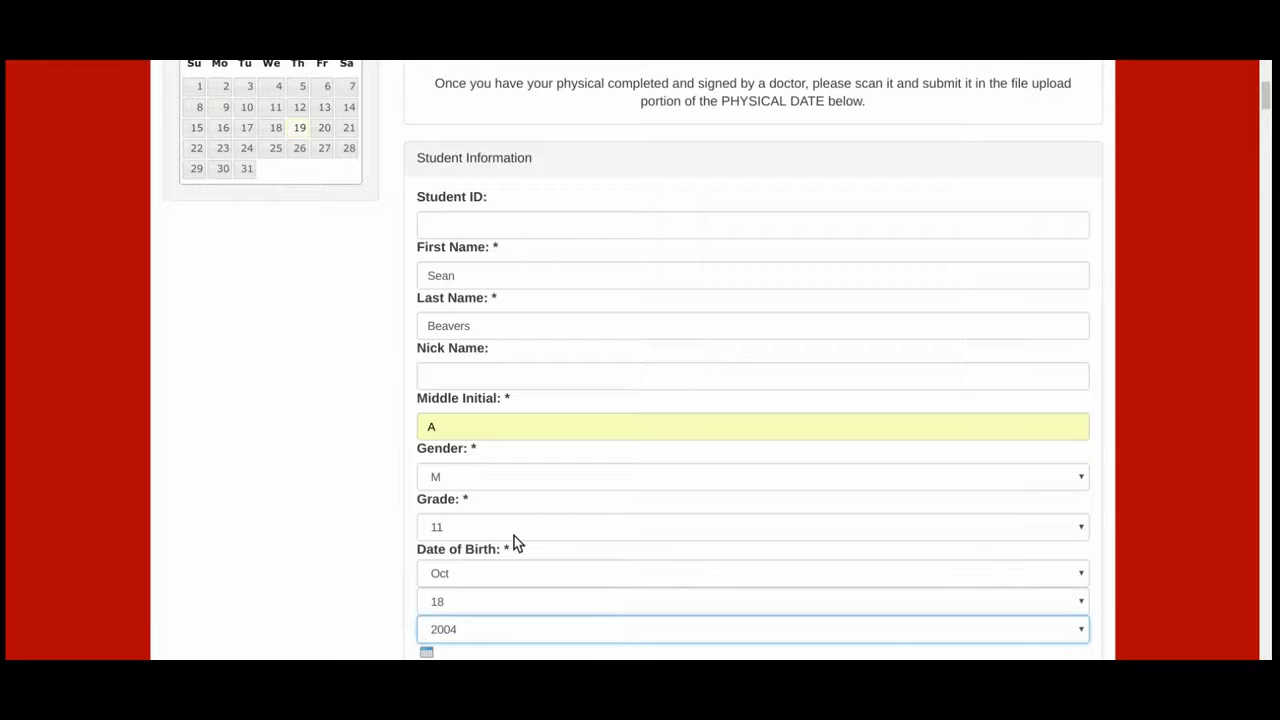 Su Mo Tu We Th Fr Sa
1 2 3 4 5 6 7
8 9 10 11 12 13 14
15 16 17 18 19 20 21
22 23 24 25 26 27 28
29 30 31
Once you have your physical completed and signed by a doctor, please scan it and submit it in the file upload
portion of the PHYSICAL DATE below.
Student Information
Student ID:
First Name: *
Sean
Last Name: *
Beavers
Nick Name:
Middle Initial: *
A
Gender: *
M
Grade: *
11
Date of Birth: *
Oct
18
2004